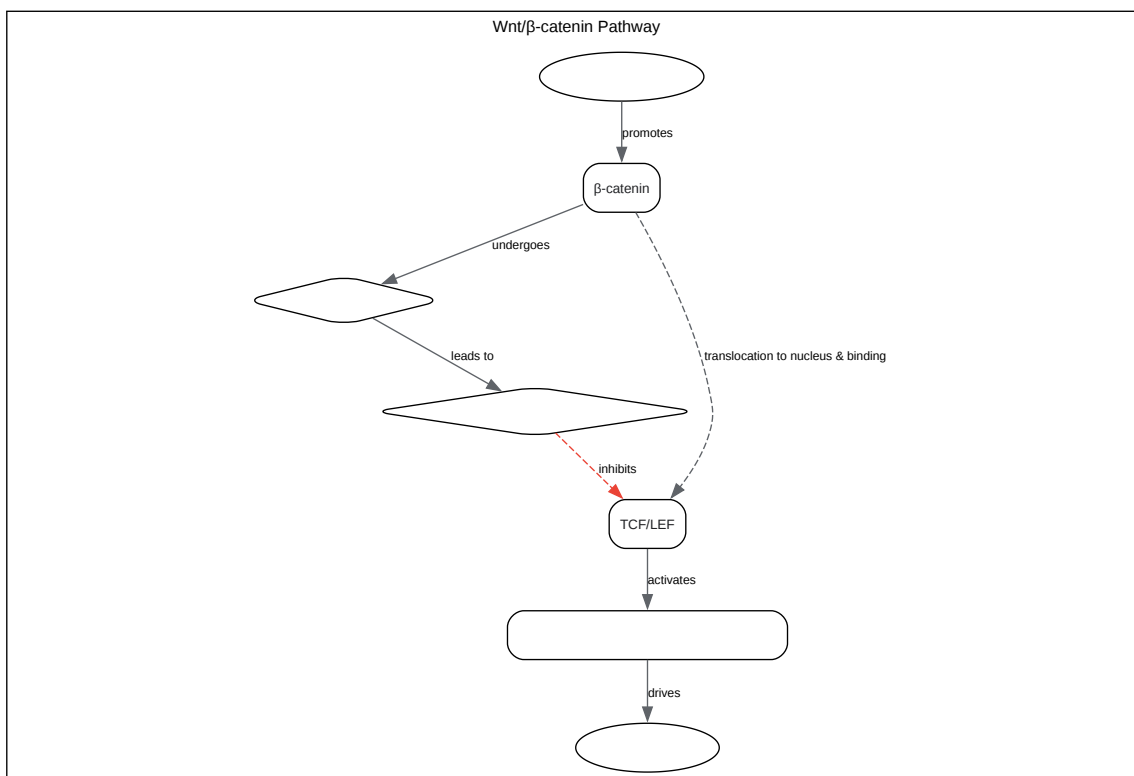 Wnt/β-catenin Pathway
promotes
β-catenin
undergoes
leads to
translocation to nucleus & binding
inhibits
TCF/LEF
activates
drives